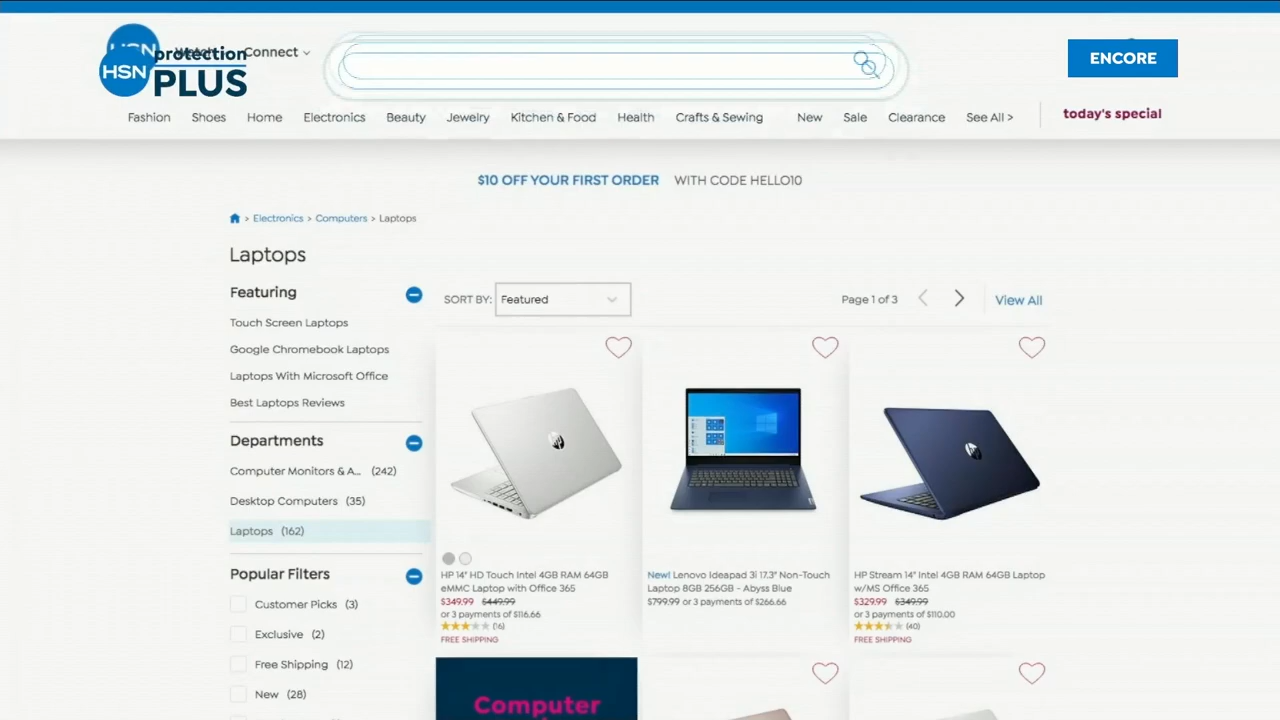 HSN
Watch
Connect
HSN
protection
PLUS
ENCORE
Fashion
Shoes
Home
Electronics
Beauty
Jewelry
Kitchen & Food
Health
Crafts & Sewing
New
Sale
Clearance
See All >
today's special
$10 OFF YOUR FIRST ORDER WITH CODE HELLO10
> Electronics > Computers > Laptops
Laptops
Featuring
Touch Screen Laptops
Google Chromebook Laptops
Laptops With Microsoft Office
Best Laptops Reviews
Departments
Computer Monitors & A... (242)
Desktop Computers (35)
Laptops (162)
Popular Filters
Customer Picks (3)
Exclusive (2)
Free Shipping (12)
New (28)
SORT BY: Featured
Page 1 of 3
View All
HP 14" HD Touch Intel 4GB RAM 64GB
eMMC Laptop with Office 365
$349.99 $449.99
or 3 payments of $116.66
(16)
FREE SHIPPING
New! Lenovo Ideapad 3i 17.3" Non-Touch
Laptop 8GB 256GB - Abyss Blue
$799.99 or 3 payments of $266.66
HP Stream 14" Intel 4GB RAM 64GB Laptop
w/MS Office 365
$329.99 $349.99
or 3 payments of $110.00
(40)
FREE SHIPPING
Computer